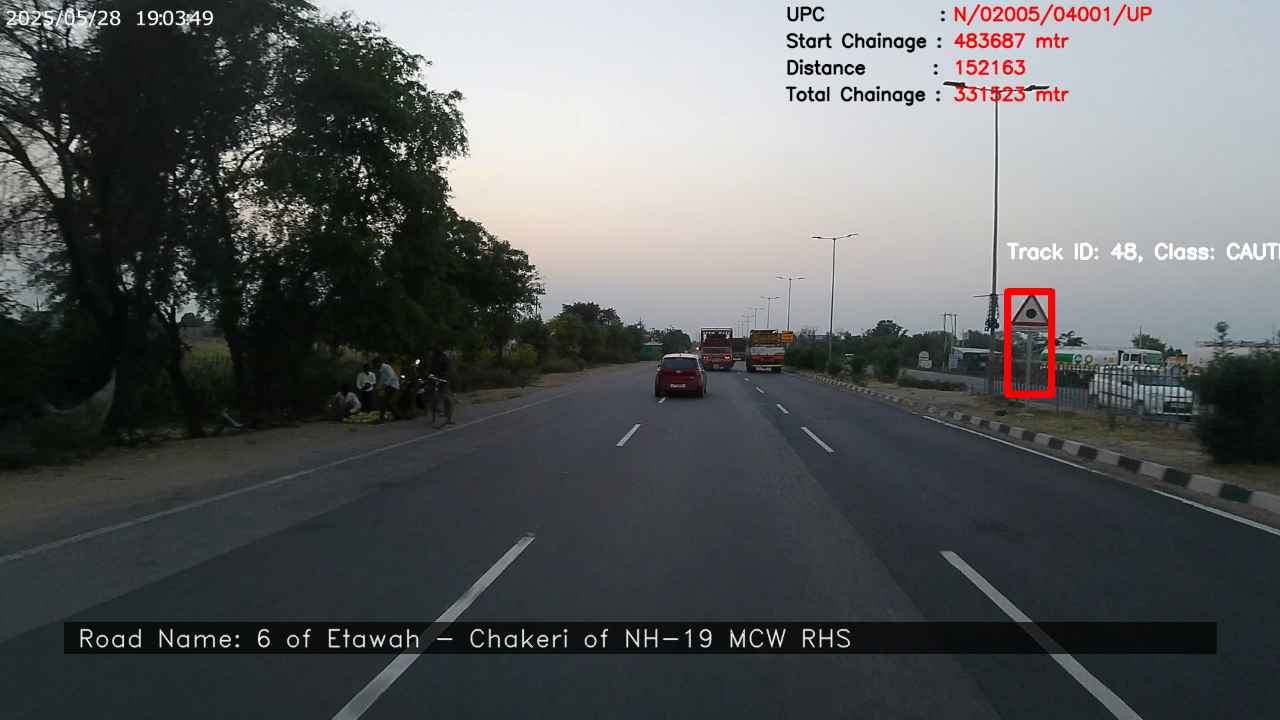 2025/05/28 19:03:49
UPC : N/02005/04001/UP
Start Chainage : 483687 mtr
Distance : 152163
Total Chainage : 331523 mtr
Track ID: 48, Class: CAUTI
Road Name: 6 of Etawah - Chakeri of NH-19 MCW RHS